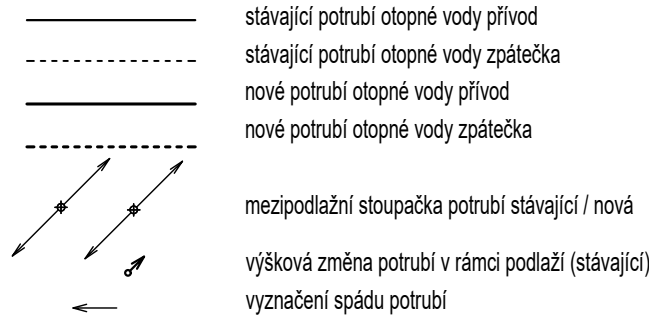 stávající potrubí otopné vody přívod
stávající potrubí otopné vody zpátečka
nové potrubí otopné vody přívod
nové potrubí otopné vody zpátečka
mezipodlažní stoupačka potrubí stávající / nová
výšková změna potrubí v rámci podlaží (stávající)
vyznačení spádu potrubí